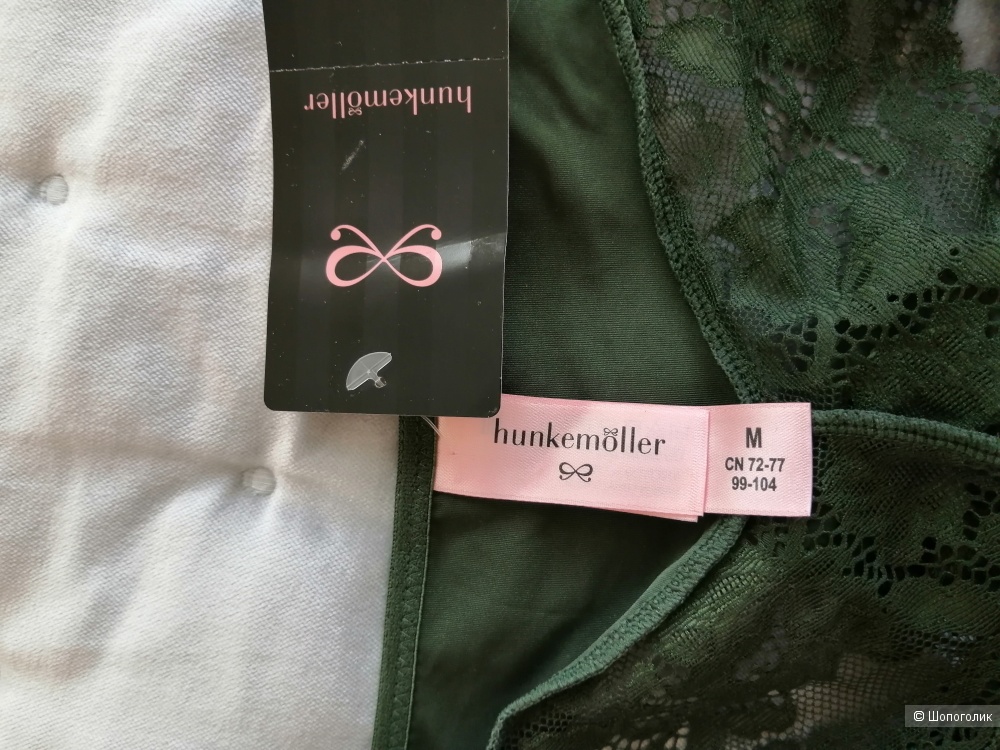 hunkemöller
hunkemöller
M
CN 72-77
99-104
© Шопоголик